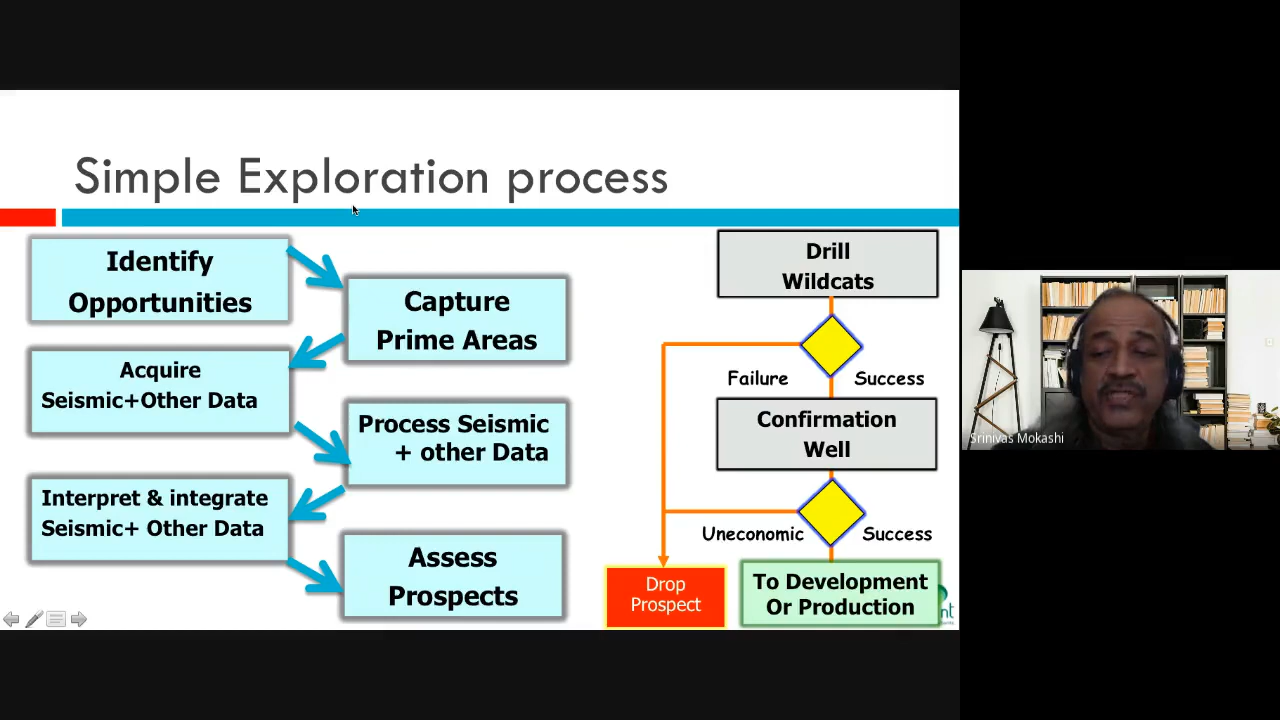 Simple Exploration process
Identify
Opportunities
Capture
Prime Areas
Acquire
Seismic+Other Data
Process Seismic
+ other Data
Interpret & integrate
Seismic+ Other Data
Assess
Prospects
Drill
Wildcats
Failure
Success
Confirmation
Well
Uneconomic
Success
Drop
Prospect
To Development
Or Production
Srinivas Mokashi